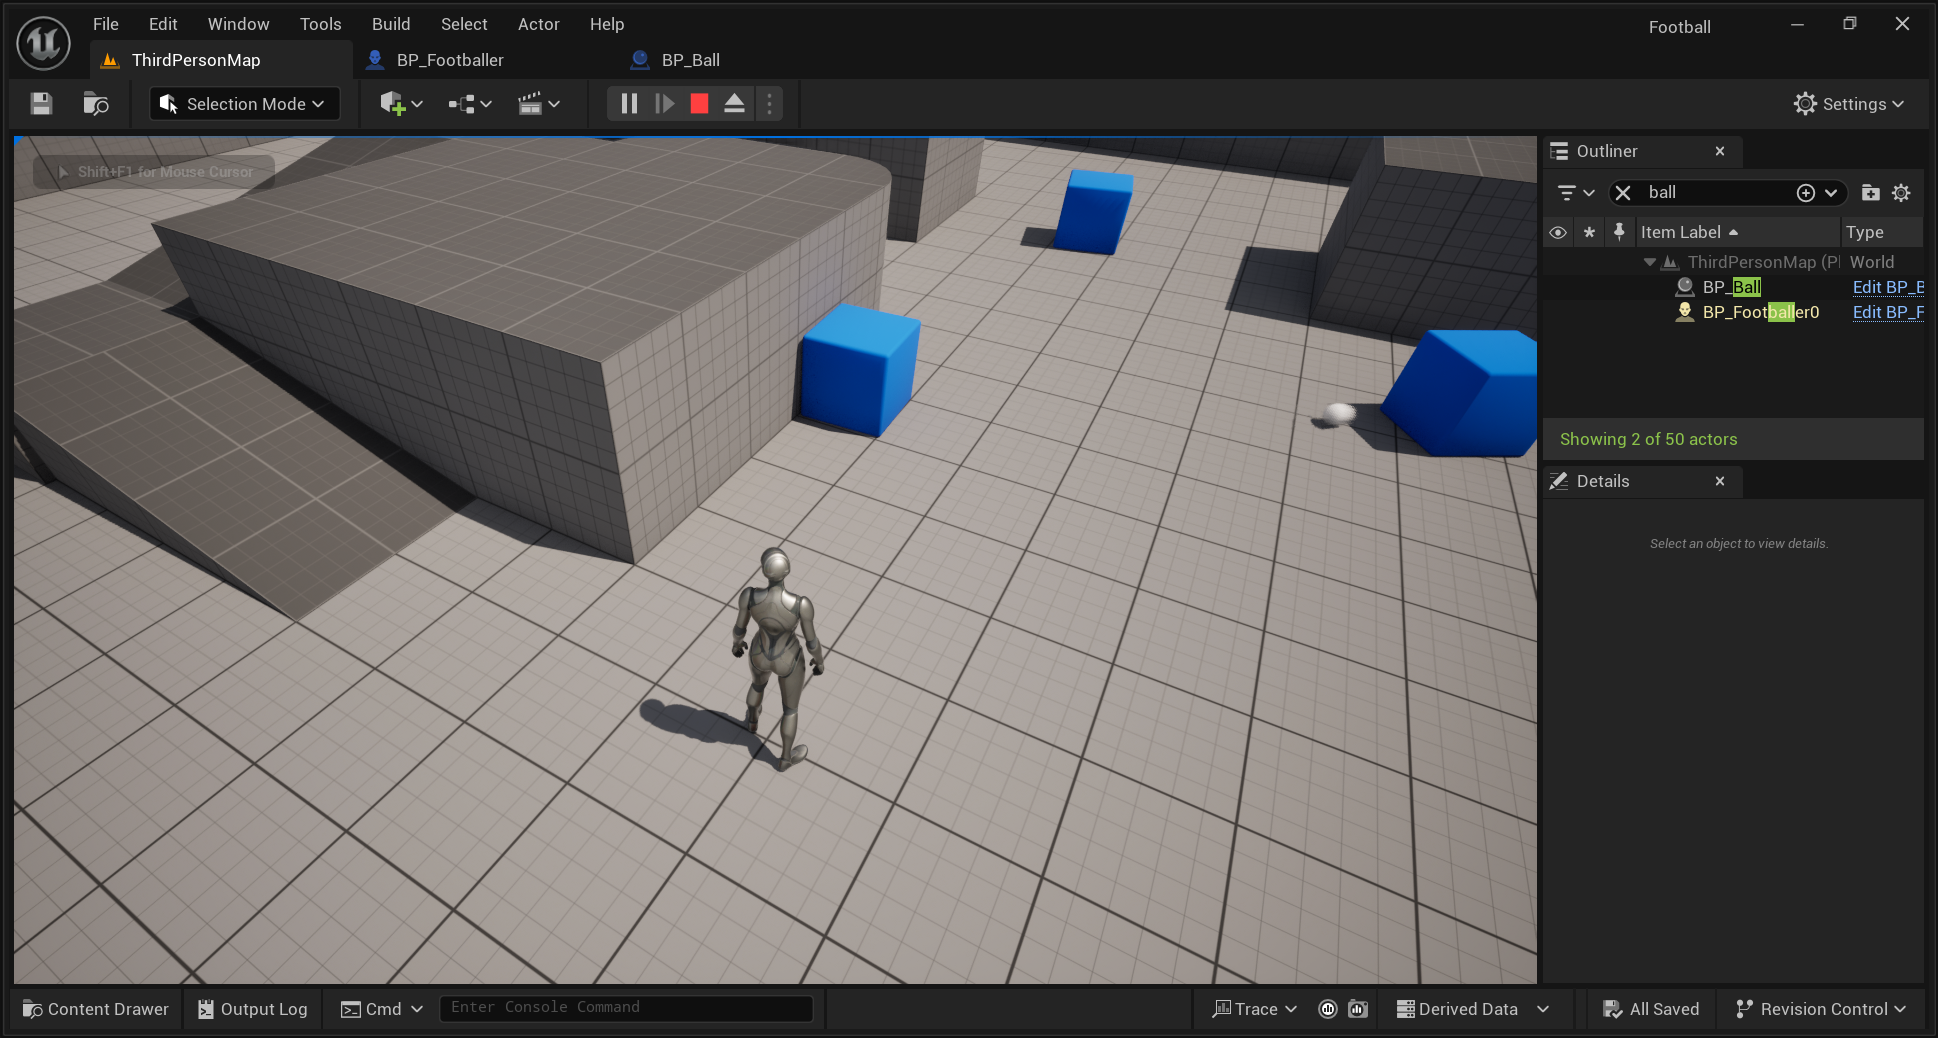 File Edit Window Tools Build Select Actor Help
Football
ThirdPersonMap BP_Footballer BP_Ball
Selection Mode
Settings
Shift+F1 for Mouse Cursor
Outliner
ball
Item Label Type
ThirdPersonMap (Pl World
BP_Ball Edit BP_B
BP_Footballer0 Edit BP_F
Showing 2 of 50 actors
Details
Select an object to view details.
Content Drawer Output Log Cmd Enter Console Command Trace Derived Data All Saved Revision Control